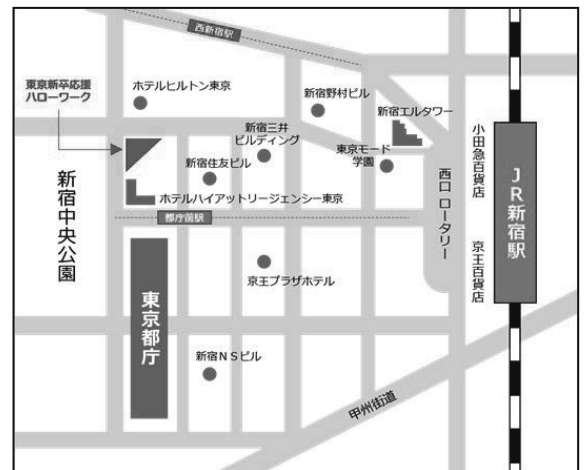 西新宿駅
東京新卒応援
ハローワーク
ホテルヒルトン東京
新宿野村ビル
新宿エルタワー
新宿三井
ビルディング
東京モード
学園
新宿住友ビル
ホテルハイアットリージェンシー東京
都庁前駅
新宿中央公園
西口 ロータリー
小田急百貨店
京王百貨店
JR新宿駅
京王プラザホテル
東京都庁
新宿NSビル
甲州街道